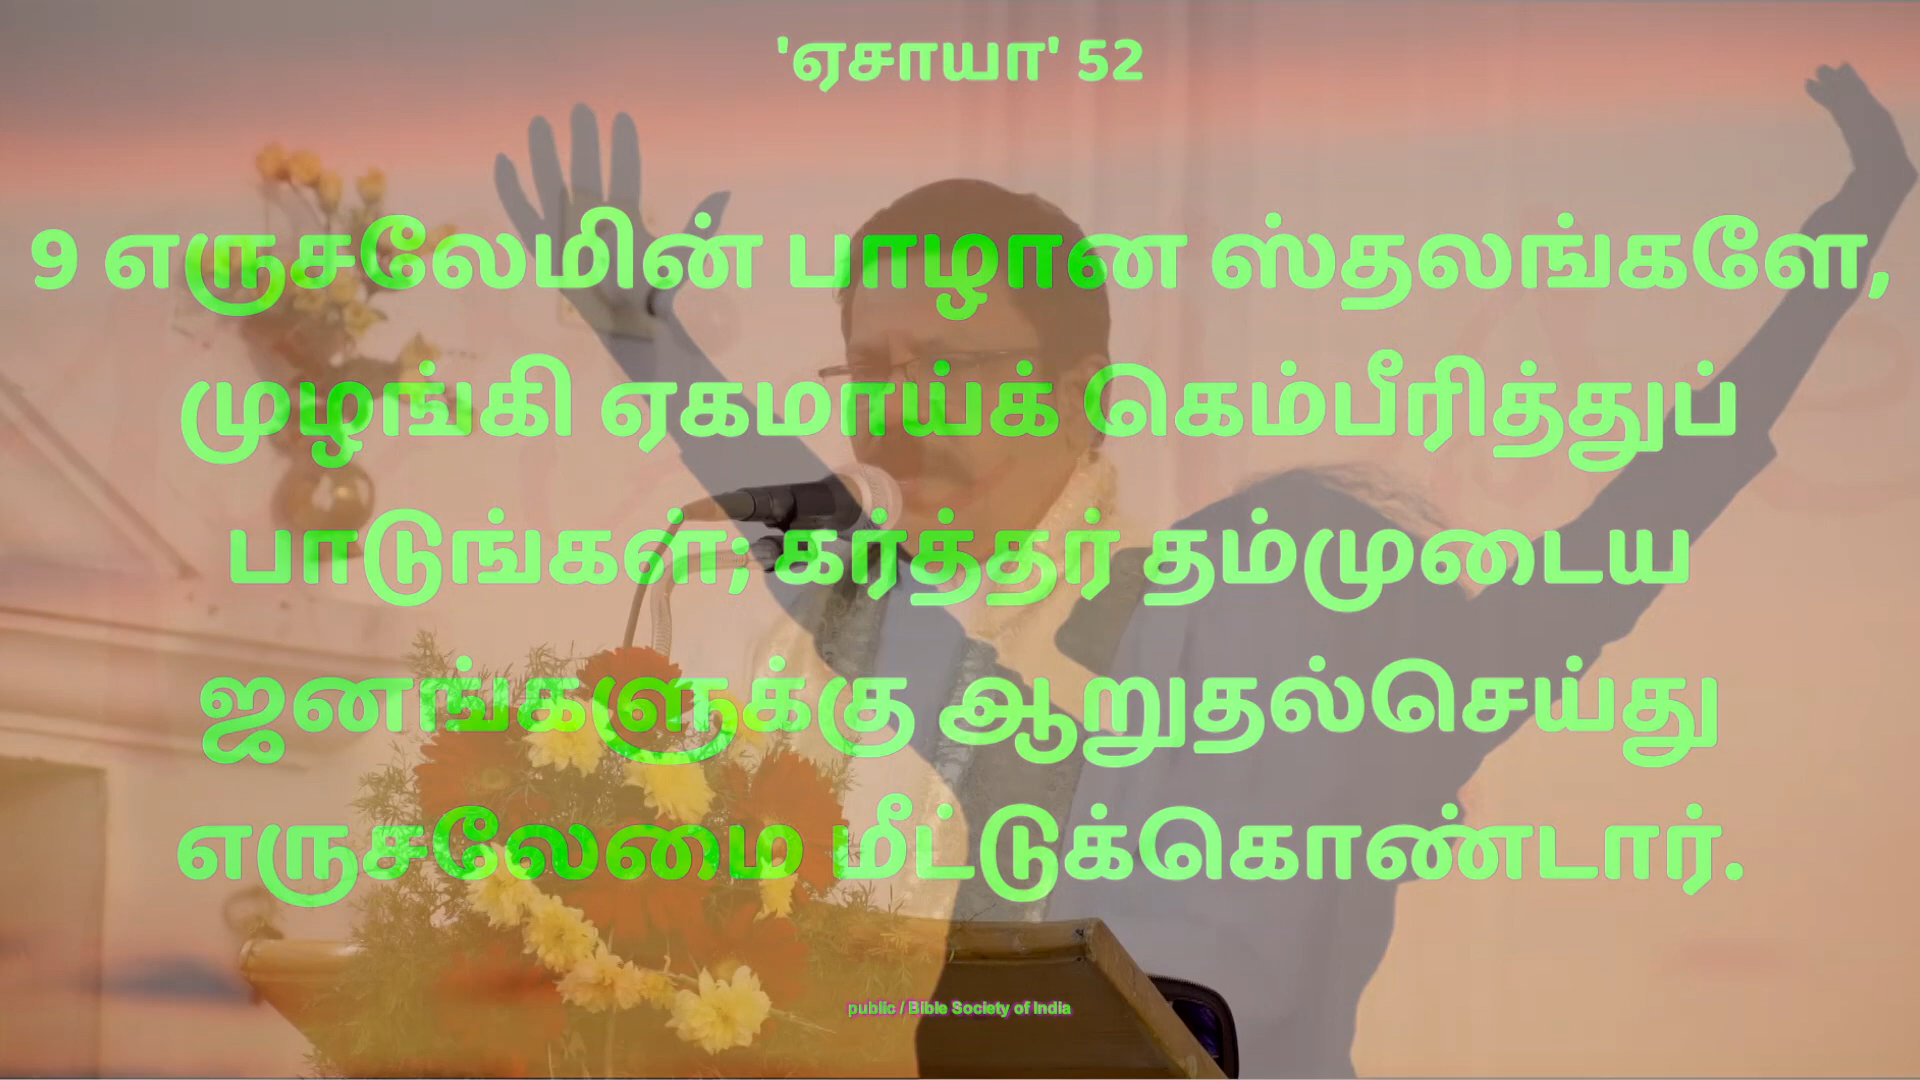 'ஏசாயா' 52
9 எருசலேமின் பாழான ஸ்தலங்களே,
முழங்கி ஏகமாய்க் கெம்பீரித்துப்
பாடுங்கள்; கர்த்தர் தம்முடைய
ஜனங்களுக்கு ஆறுதல்செய்து
எருசலேமை மீட்டுக்கொண்டார்.
public / Bible Society of India